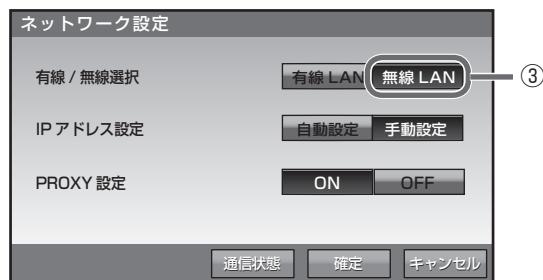 ネットワーク設定
有線 / 無線選択 有線 LAN 無線 LAN ③
IP アドレス設定 自動設定 手動設定
PROXY 設定 ON OFF
通信状態 確定 キャンセル